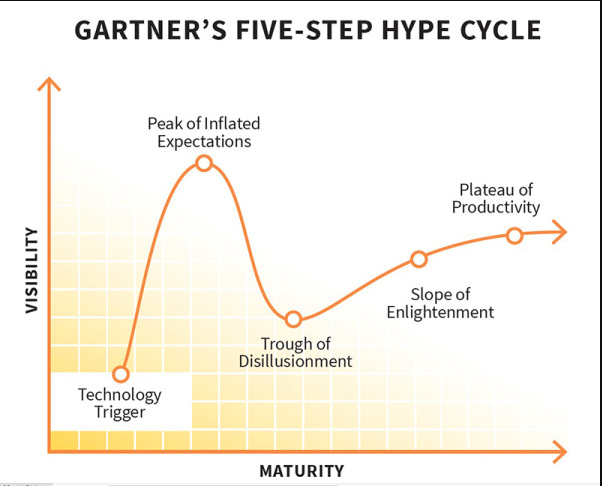 GARTNER'S FIVE-STEP HYPE CYCLE
Peak of Inflated
Expectations
Plateau of
Productivity
VISIBILITY
Slope of
Enlightenment
Trough of
Disillusionment
Technology
Trigger
MATURITY